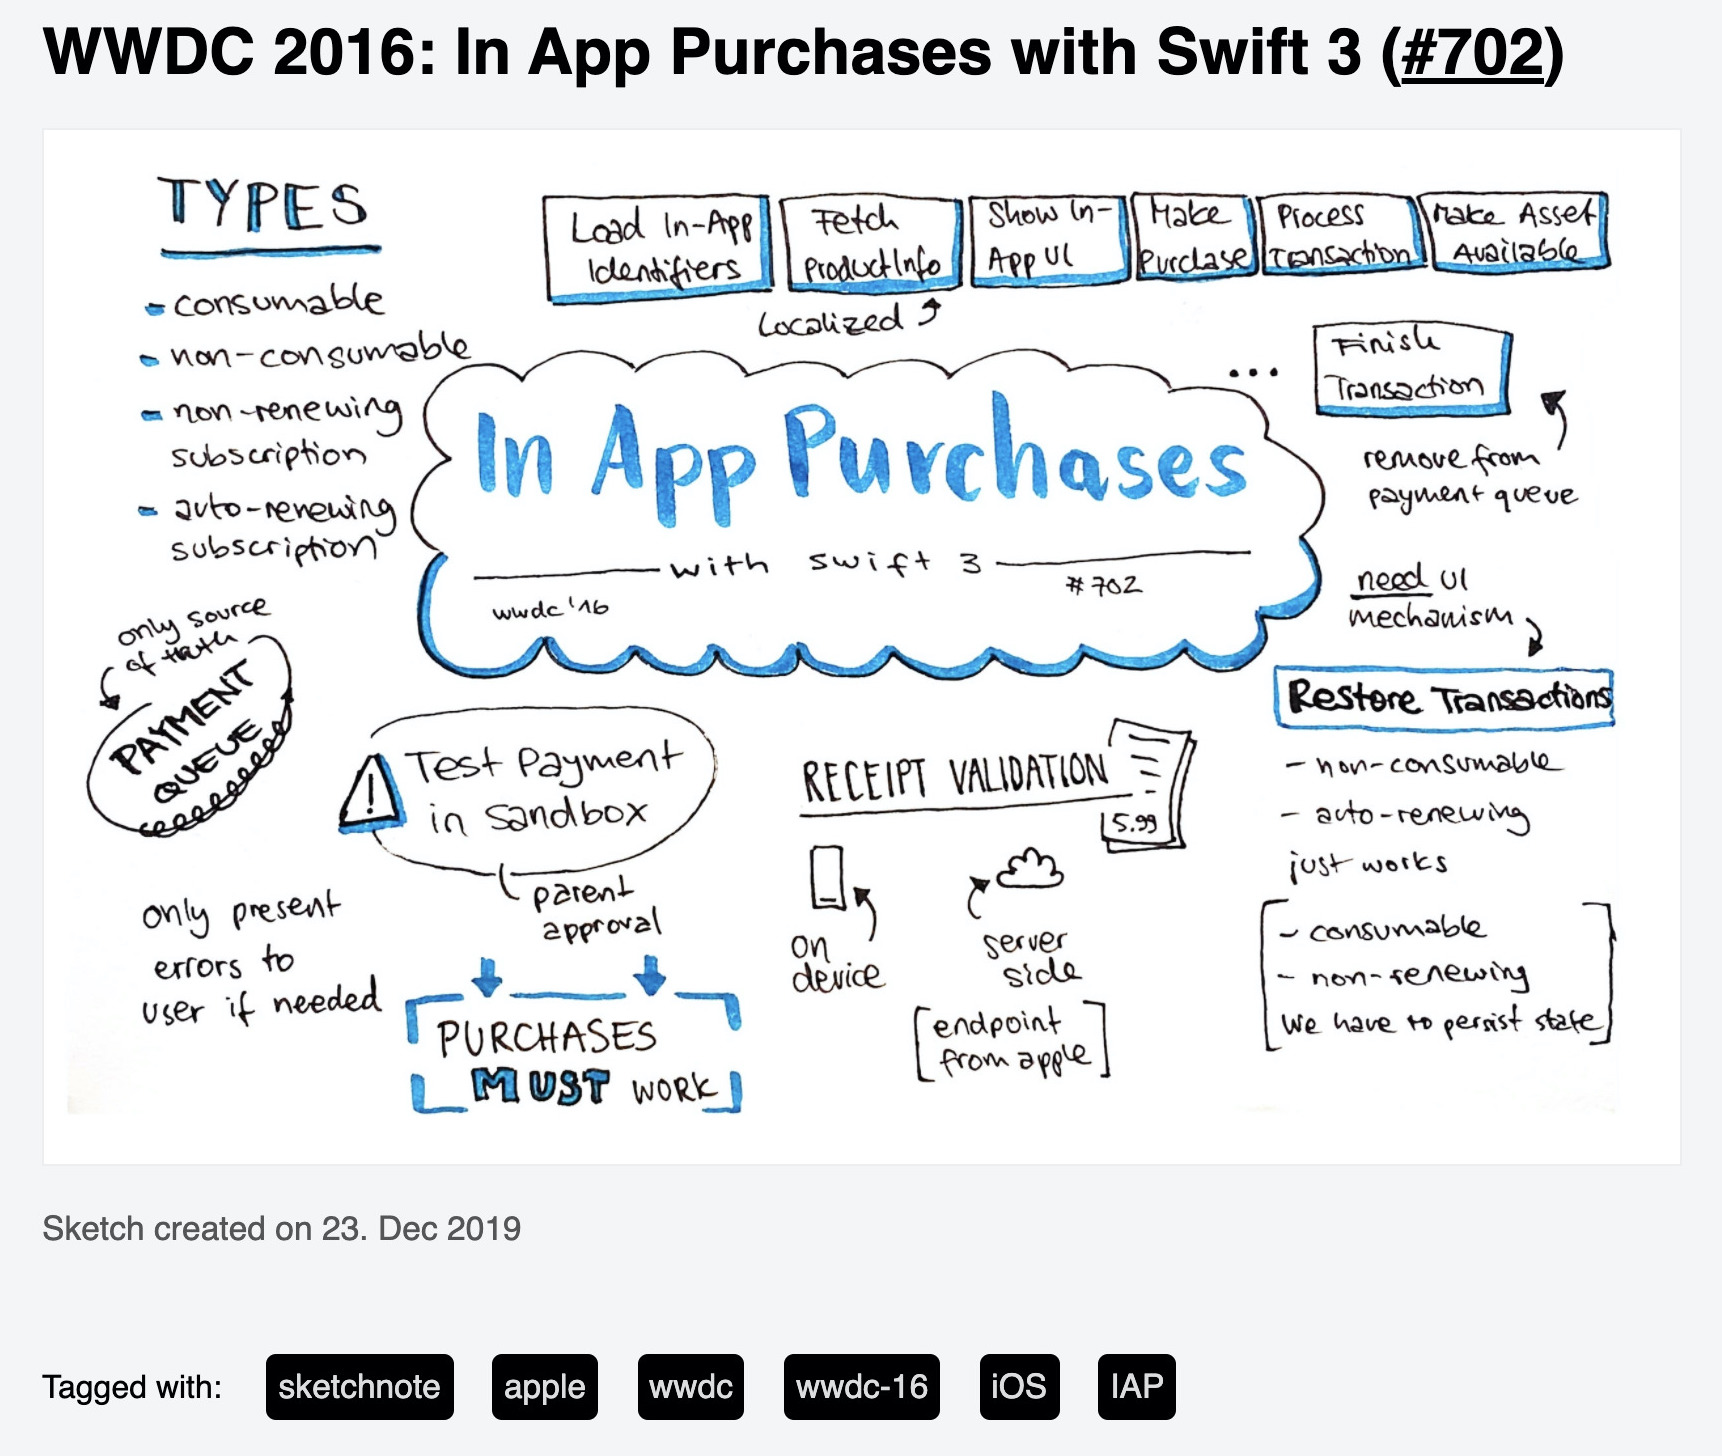 WWDC 2016: In App Purchases with Swift 3 (#702)
TYPES
- consumable
- non-consumable
- non-renewing
subscription
- auto-renewing
subscription
Load In-App
Identifiers
Fetch
Product Info
Localized
Show In-
App UI
Make
Purchase
Process
Transaction
Make Asset
Available
...
Finish
Transaction
remove from
payment queue
In App Purchases
with swift 3
wwdc '16
#702
only source
of truth
PAYMENT
QUEUE
need UI
mechanism
Restore Transactions
- non-consumable
- auto-renewing
just works
- consumable
- non-renewing
we have to persist state
! Test Payment
in Sandbox
parent
approval
PURCHASES
MUST WORK
only present
errors to
user if needed
RECEIPT VALIDATION
5.99
on
device
server
side
[endpoint
from apple]
Sketch created on 23. Dec 2019
Tagged with: sketchnote apple wwdc wwdc-16 iOS IAP